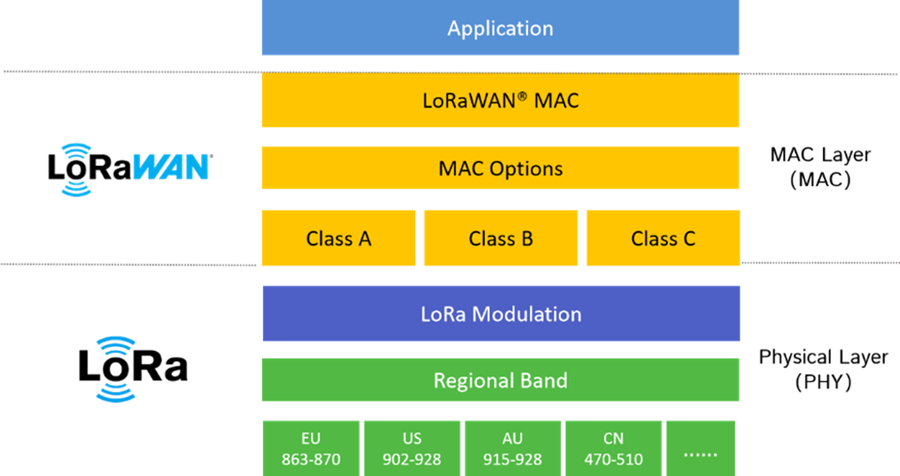 Application
LoRaWAN® MAC
LoRaWAN®
MAC Options
MAC Layer
(MAC)
Class A
Class B
Class C
LoRa Modulation
LoRa
Regional Band
Physical Layer
(PHY)
EU
863-870
US
902-928
AU
915-928
CN
470-510
......